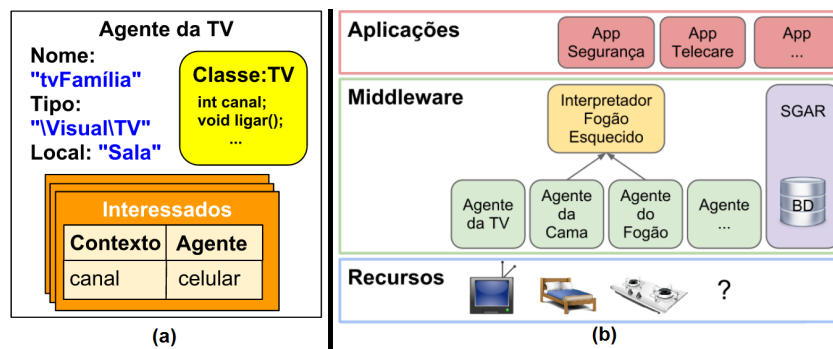 Agente da TV
Nome:
"tvFamília"
Tipo:
"\Visual\TV"
Local: "Sala"
Classe:TV
int canal;
void ligar();
...
Interessados
Contexto Agente
canal celular
(a)
Aplicações
App
Segurança
App
Telecare
App
...
Middleware
Interpretador
Fogão
Esquecido
SGAR
BD
Agente
da TV
Agente
da
Cama
Agente
do
Fogão
Agente
...
Recursos
?
(b)